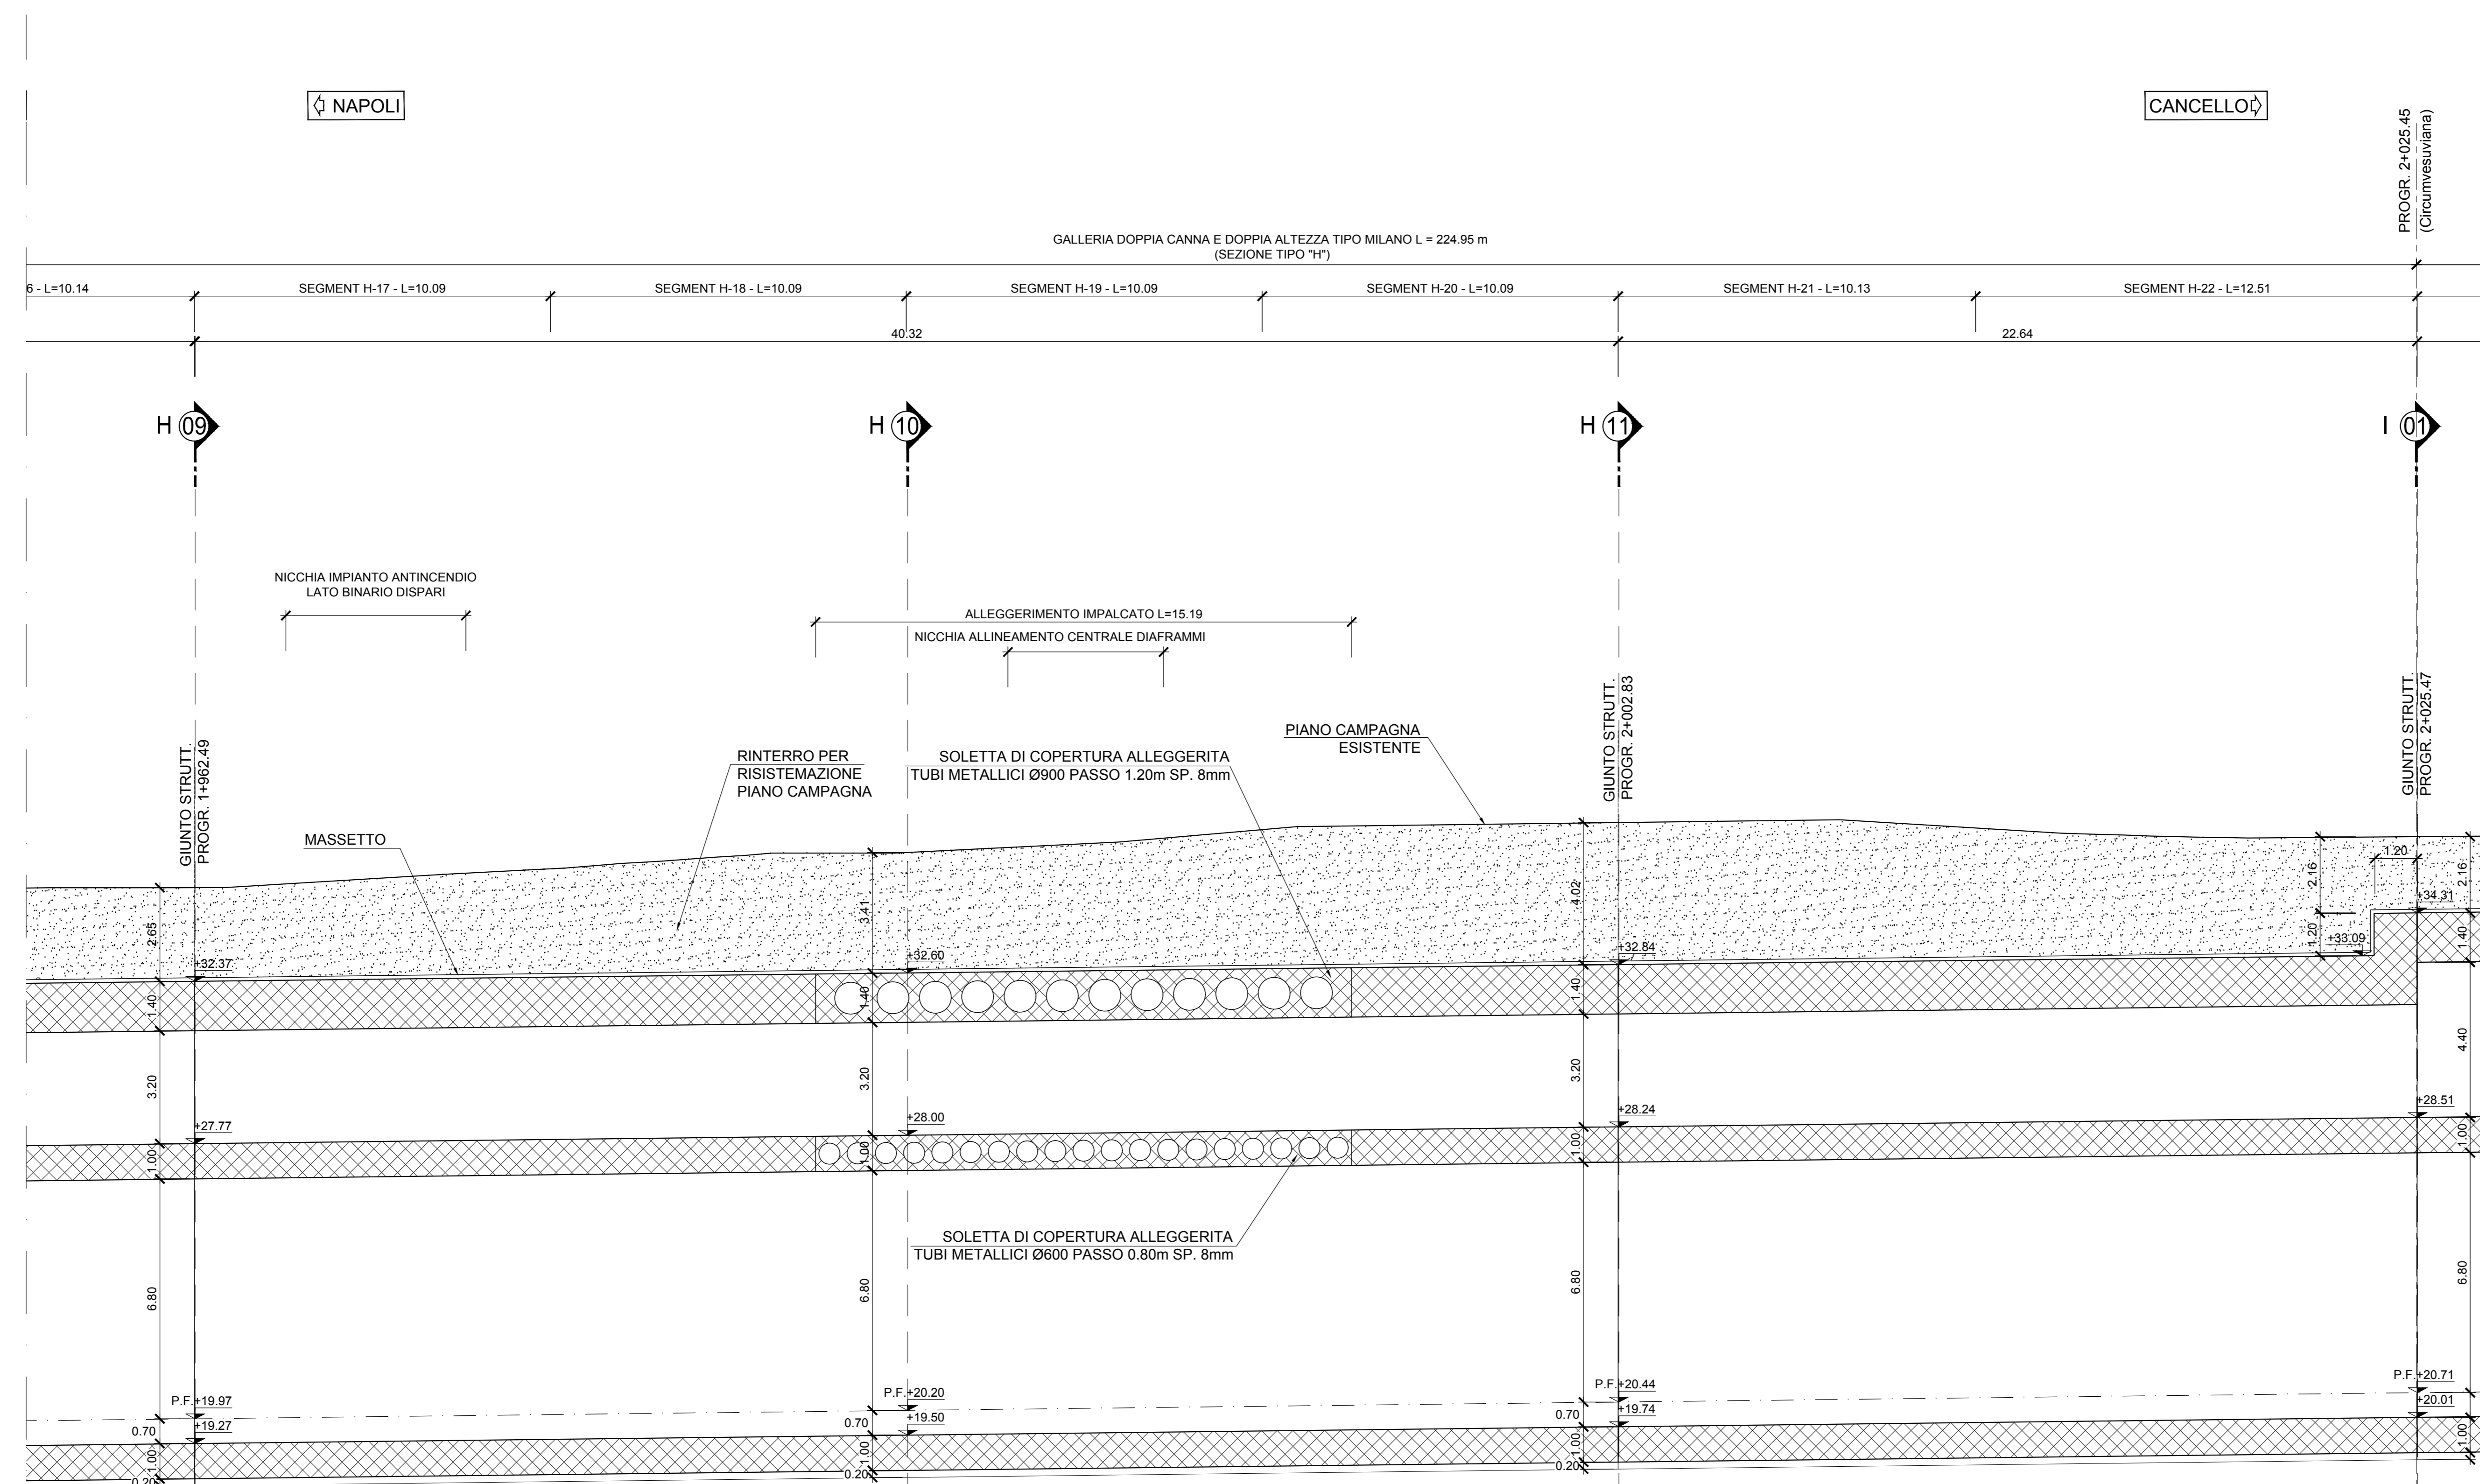 NAPOLI
CANCELLO
PROGR. 2+025.45
(Circumvesuviana)
GALLERIA DOPPIA CANNA E DOPPIA ALTEZZA TIPO MILANO L = 224.95 m
(SEZIONE TIPO "H")
6 - L=10.14
SEGMENT H-17 - L=10.09
SEGMENT H-18 - L=10.09
SEGMENT H-19 - L=10.09
SEGMENT H-20 - L=10.09
SEGMENT H-21 - L=10.13
SEGMENT H-22 - L=12.51
40.32
22.64
H 09
H 10
H 11
I 01
NICCHIA IMPIANTO ANTINCENDIO
LATO BINARIO DISPARI
ALLEGGERIMENTO IMPALCATO L=15.19
NICCHIA ALLINEAMENTO CENTRALE DIAFRAMMI
GIUNTO STRUTT.
PROGR. 1+962.49
GIUNTO STRUTT.
PROGR. 2+002.83
GIUNTO STRUTT.
PROGR. 2+025.47
MASSETTO
RINTERRO PER
RISISTEMAZIONE
PIANO CAMPAGNA
SOLETTA DI COPERTURA ALLEGGERITA
TUBI METALLICI Ø900 PASSO 1.20m SP. 8mm
PIANO CAMPAGNA
ESISTENTE
2.65
3.41
4.02
2.16
1.20
2.16
+32.37
+32.60
+32.84
1.20
+33.09
+34.31
1.40
1.40
1.40
1.40
3.20
3.20
3.20
4.40
+27.77
+28.00
+28.24
+28.51
1.00
1.00
1.00
1.00
SOLETTA DI COPERTURA ALLEGGERITA
TUBI METALLICI Ø600 PASSO 0.80m SP. 8mm
6.80
6.80
6.80
6.80
P.F.+19.97
P.F.+20.20
P.F.+20.44
P.F.+20.71
0.70
+19.27
0.70
+19.50
0.70
+19.74
+20.01
1.00
1.00
1.00
1.00
0.20
0.20
0.20